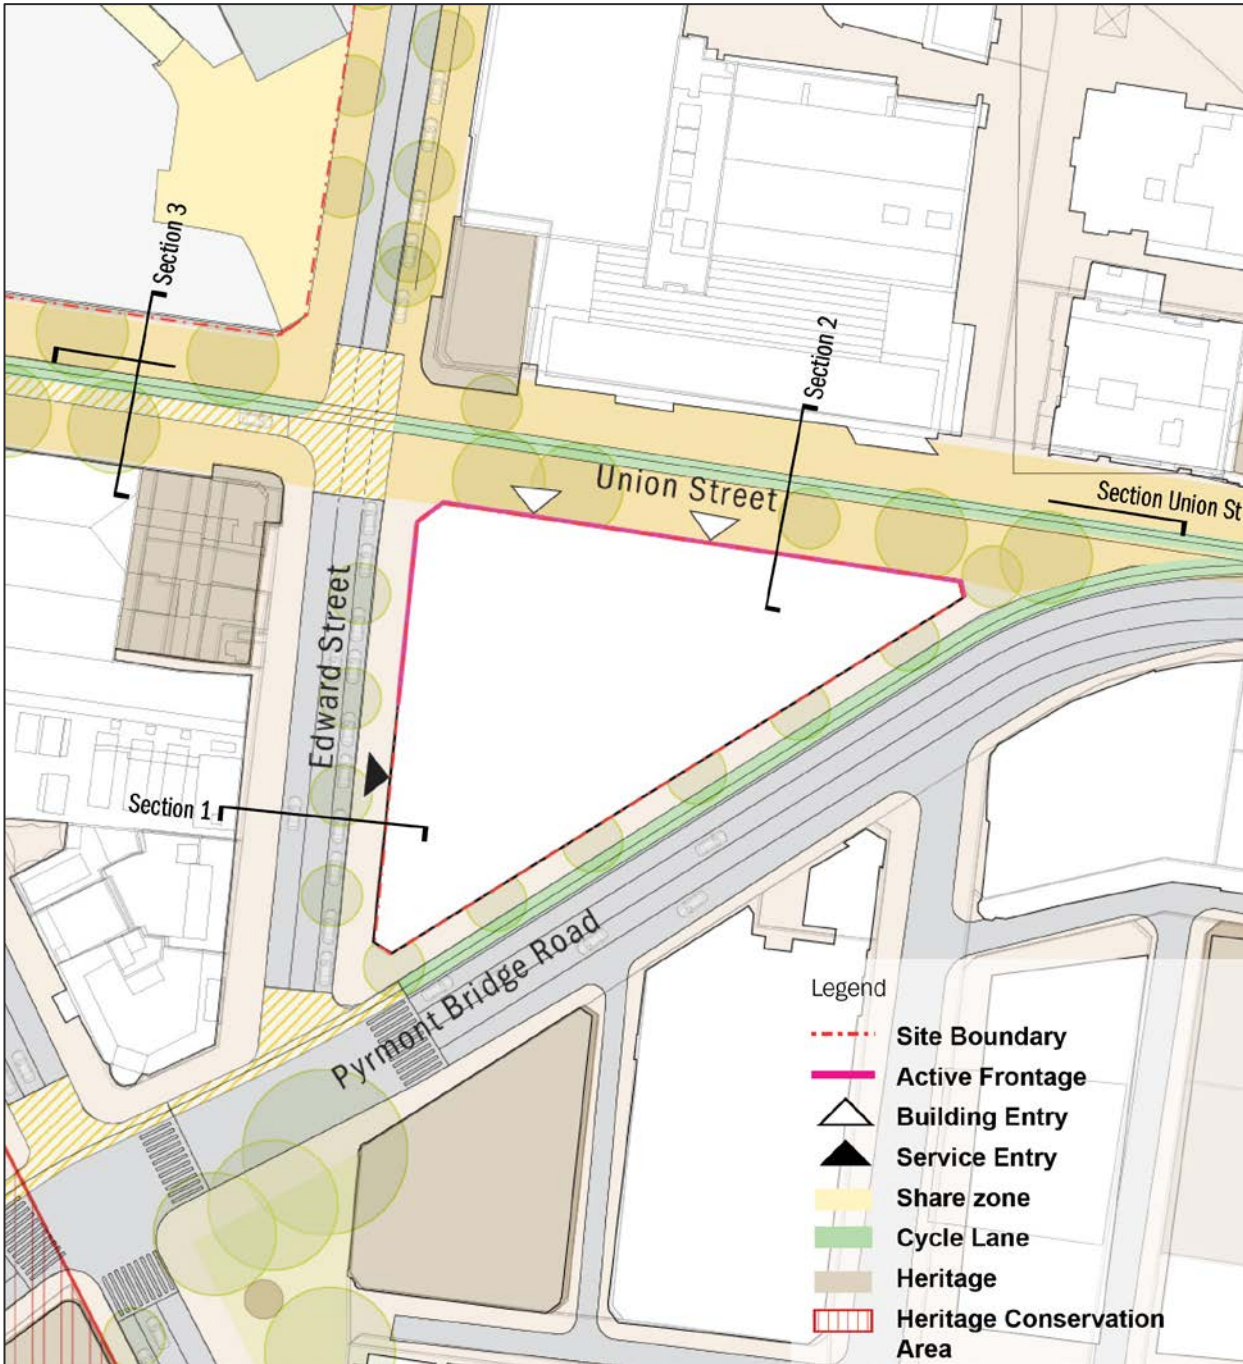 Section 3
Section 2
Union Street
Section Union St
Edward Street
Section 1
Pyrmont Bridge Road
Legend
Site Boundary
Active Frontage
Building Entry
Service Entry
Share zone
Cycle Lane
Heritage
Heritage Conservation
Area